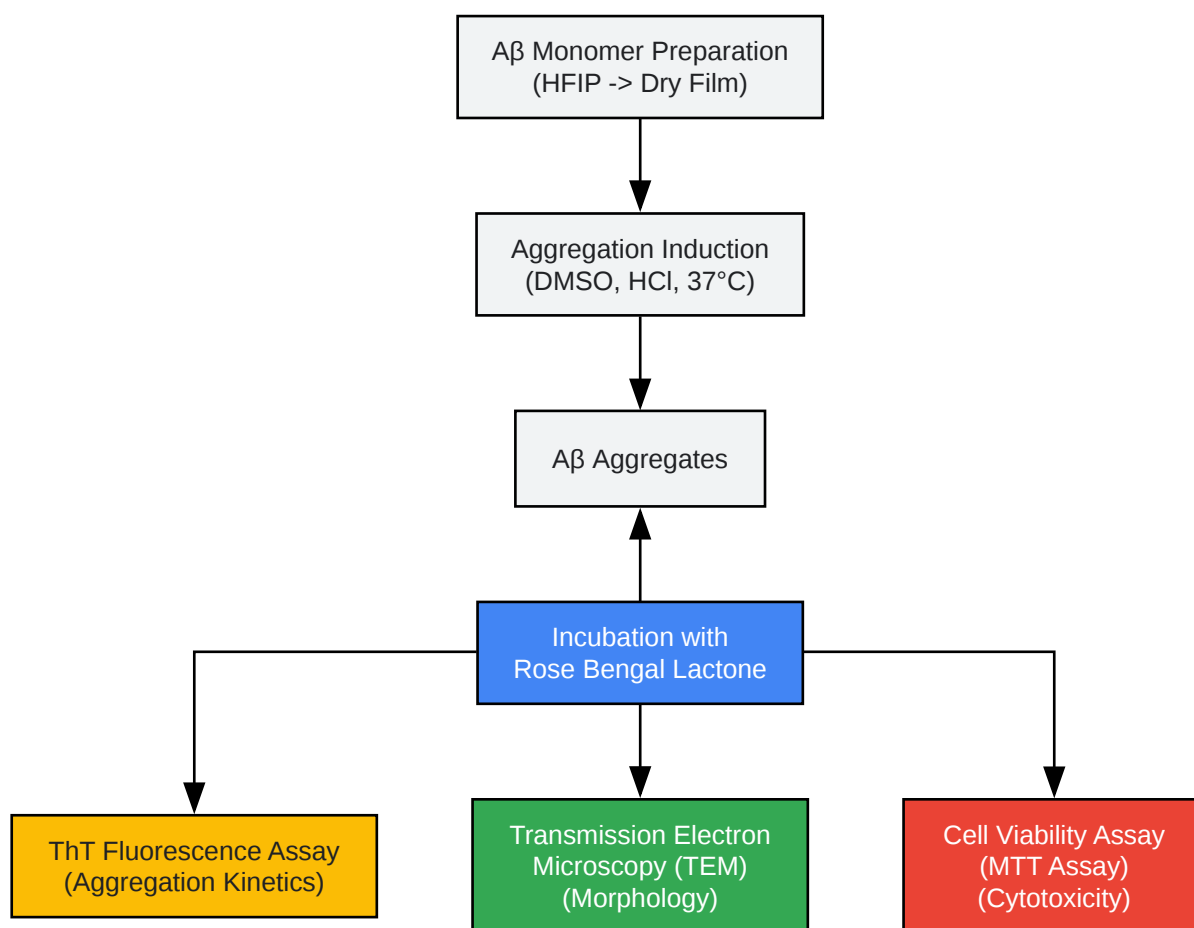 Aβ Monomer Preparation
(HFIP -> Dry Film)
Aggregation Induction
(DMSO, HCl, 37°C)
Aβ Aggregates
Incubation with
Rose Bengal Lactone
ThT Fluorescence Assay
(Aggregation Kinetics)
Transmission Electron
Microscopy (TEM)
(Morphology)
Cell Viability Assay
(MTT Assay)
(Cytotoxicity)